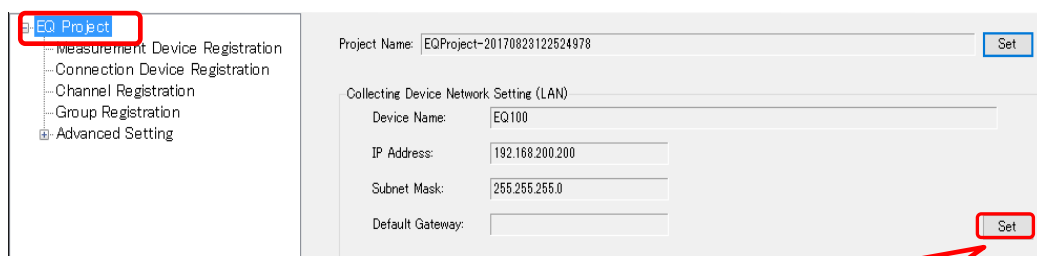 EQ Project
Measurement Device Registration
Connection Device Registration
Channel Registration
Group Registration
Advanced Setting
Project Name: EQProject-20170823122524978 Set
Collecting Device Network Setting (LAN)
Device Name: EQ100
IP Address: 192.168.200.200
Subnet Mask: 255.255.255.0
Default Gateway: Set